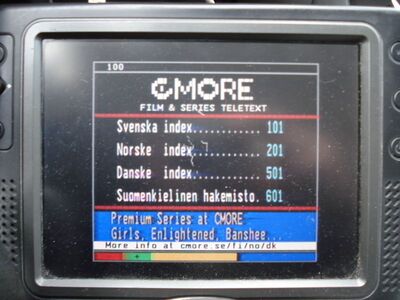 100
CMORE
FILM & SERIES TELETEXT
Svenska index............ 101
Norske index............ 201
Danske index............ 501
Suomenkielinen hakemisto. 601
Premium Series at CMORE
Girls, Enlightened, Banshee...
More info at cmore.se/fi/no/dk
+